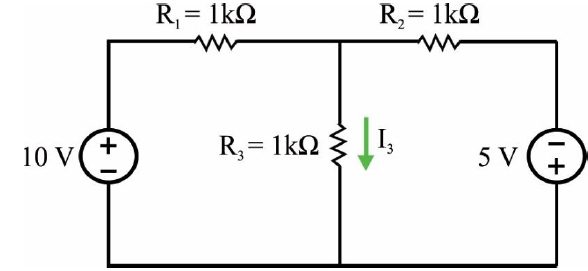 R₁ = 1kΩ
R₂ = 1kΩ
10 V
+
−
R₃ = 1kΩ
I₃
5 V
−
+